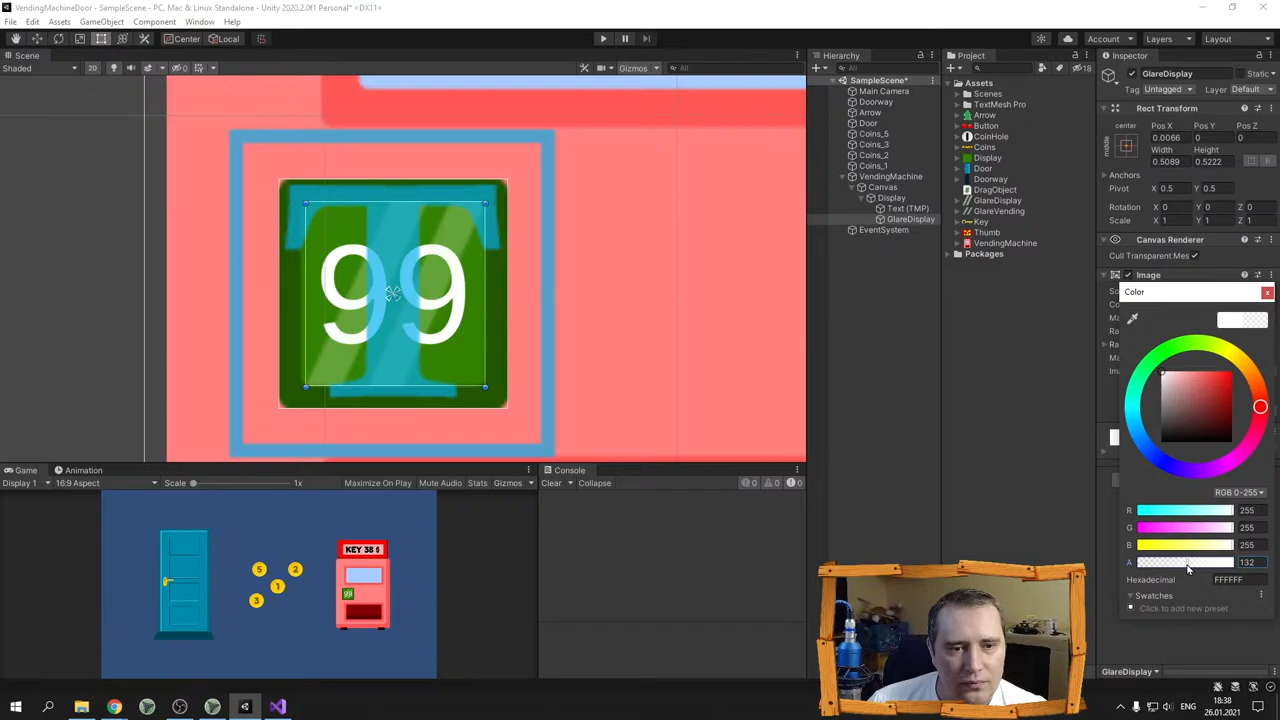 VendingMachineDoor - SampleScene - PC, Mac & Linux Standalone - Unity 2020.2.0f1 Personal* <DX11>
File Edit Assets GameObject Component Window Help
Center Local Account Layers Layout
Scene
Shaded 2D Gizmos All
99
Hierarchy
All
SampleScene*
Main Camera
Doorway
Arrow
Door
Coins_5
Coins_3
Coins_2
Coins_1
VendingMachine
Canvas
Display
Text (TMP)
GlareDisplay
EventSystem
Project
18
Assets
Scenes
TextMesh Pro
Arrow
Button
CoinHole
Coins
Display
Door
Doorway
DragObject
GlareDisplay
GlareVending
Key
Thumb
VendingMachine
Packages
Inspector
GlareDisplay Static
Tag Untagged Layer Default
Rect Transform
center Pos X Pos Y Pos Z
middle 0.0066 0 0
Width Height
0.5089 0.5222 R
Anchors
Pivot X 0.5 Y 0.5
Rotation X 0 Y 0 Z 0
Scale X 1 Y 1 Z 1
Canvas Renderer
Cull Transparent Mes
Image
Color
RGB 0-255
R 255
G 255
B 255
A 132
Hexadecimal FFFFFF
Swatches
Click to add new preset
GlareDisplay
Game Animation
Display 1 16:9 Aspect Scale 1x Maximize On Play Mute Audio Stats Gizmos
5 2
1
3
KEY 38 $
99
Console
Clear Collapse 0 0 0
ENG 18:38
26.01.2021